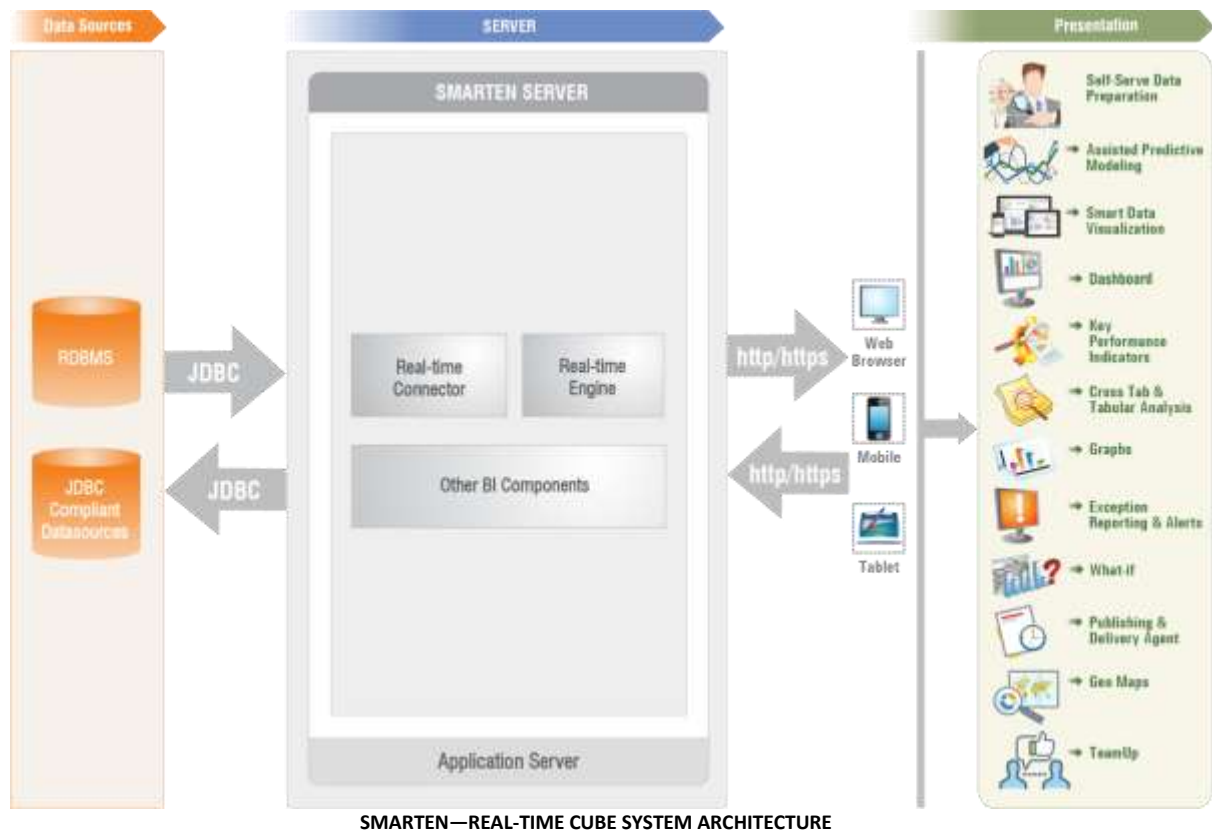 Data Sources
SERVER
Presentation
SMARTEN SERVER
RDBMS
JDBC
Compliant
Datasources
JDBC
JDBC
Real-time
Connector
Real-time
Engine
Other BI Components
Application Server
http/https
http/https
Web
Browser
Mobile
Tablet
Self-Serve Data
Preparation
Assisted Predictive
Modeling
Smart Data
Visualization
Dashboard
Key
Performance
Indicators
Cross Tab &
Tabular Analysis
Graphs
Exception
Reporting & Alerts
What-if
Publishing &
Delivery Agent
Geo Maps
TeamUp
SMARTEN—REAL-TIME CUBE SYSTEM ARCHITECTURE